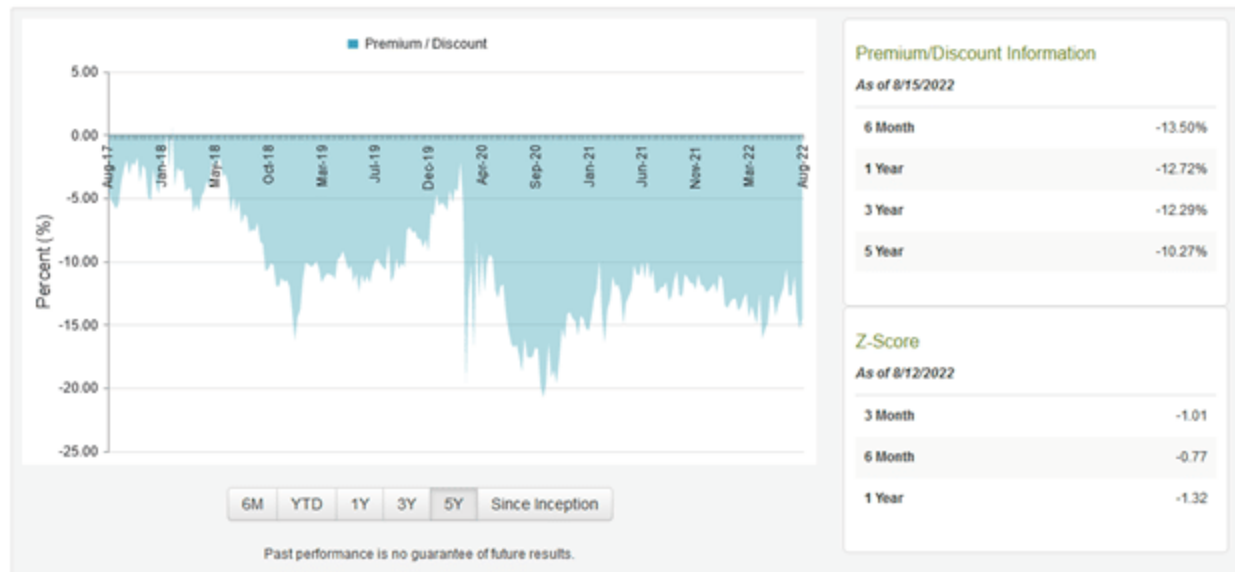 Premium / Discount
5.00
0.00
-5.00
-10.00
-15.00
-20.00
-25.00
Percent (%)
Aug-17
Jan-18
May-18
Oct-18
Mar-19
Jul-19
Dec-19
Apr-20
Sep-20
Jan-21
Jun-21
Nov-21
Mar-22
Aug-22
6M YTD 1Y 3Y 5Y Since Inception
Past performance is no guarantee of future results.
Premium/Discount Information
As of 8/15/2022
6 Month -13.50%
1 Year -12.72%
3 Year -12.29%
5 Year -10.27%
Z-Score
As of 8/12/2022
3 Month -1.01
6 Month -0.77
1 Year -1.32